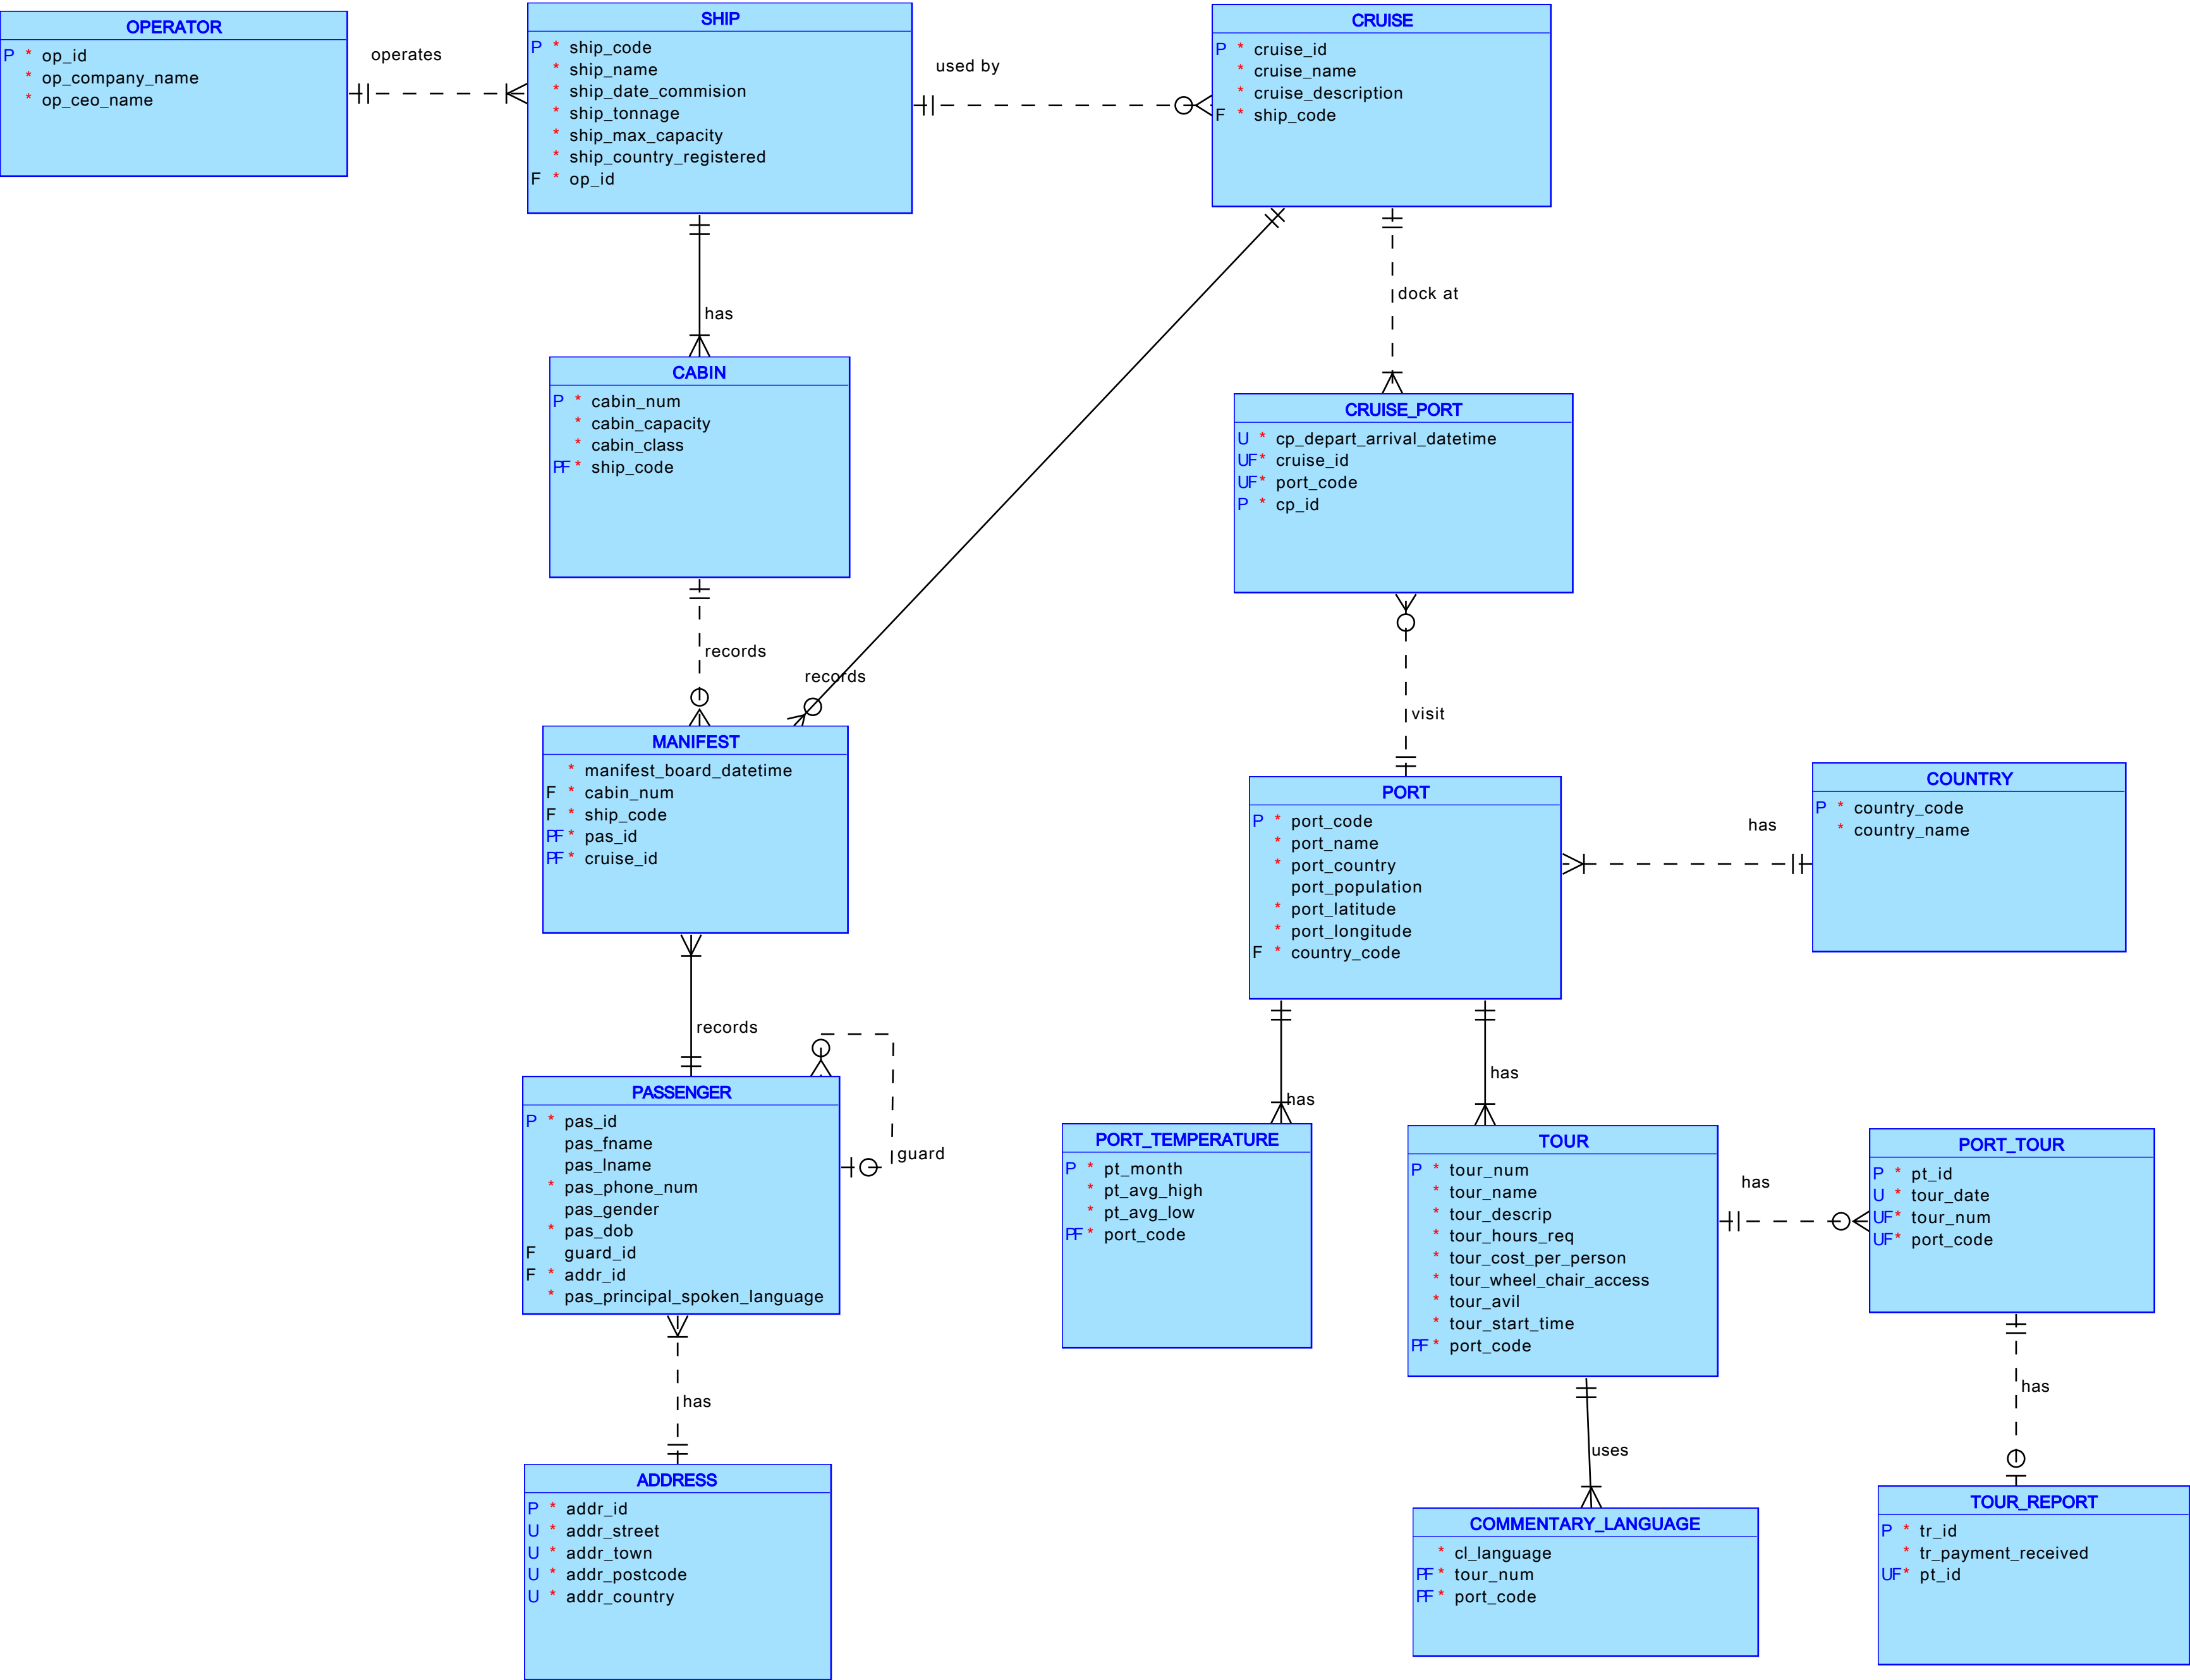 OPERATOR
P * op_id
* op_company_name
* op_ceo_name
operates
SHIP
P * ship_code
* ship_name
* ship_date_commision
* ship_tonnage
* ship_max_capacity
* ship_country_registered
F * op_id
used by
CRUISE
P * cruise_id
* cruise_name
* cruise_description
F * ship_code
has
dock at
CABIN
P * cabin_num
* cabin_capacity
* cabin_class
PF * ship_code
CRUISE_PORT
U * cp_depart_arrival_datetime
UF * cruise_id
UF * port_code
P * cp_id
records
records
visit
MANIFEST
* manifest_board_datetime
F * cabin_num
F * ship_code
PF * pas_id
PF * cruise_id
PORT
P * port_code
* port_name
* port_country
port_population
* port_latitude
* port_longitude
F * country_code
has
COUNTRY
P * country_code
* country_name
records
has
has
PASSENGER
P * pas_id
pas_fname
pas_lname
* pas_phone_num
pas_gender
* pas_dob
F guard_id
F * addr_id
* pas_principal_spoken_language
guard
PORT_TEMPERATURE
P * pt_month
* pt_avg_high
* pt_avg_low
PF * port_code
TOUR
P * tour_num
* tour_name
* tour_descrip
* tour_hours_req
* tour_cost_per_person
* tour_wheel_chair_access
* tour_avil
* tour_start_time
PF * port_code
has
PORT_TOUR
P * pt_id
U * tour_date
UF * tour_num
UF * port_code
has
has
uses
ADDRESS
P * addr_id
U * addr_street
U * addr_town
U * addr_postcode
U * addr_country
COMMENTARY_LANGUAGE
* cl_language
PF * tour_num
PF * port_code
TOUR_REPORT
P * tr_id
* tr_payment_received
UF * pt_id